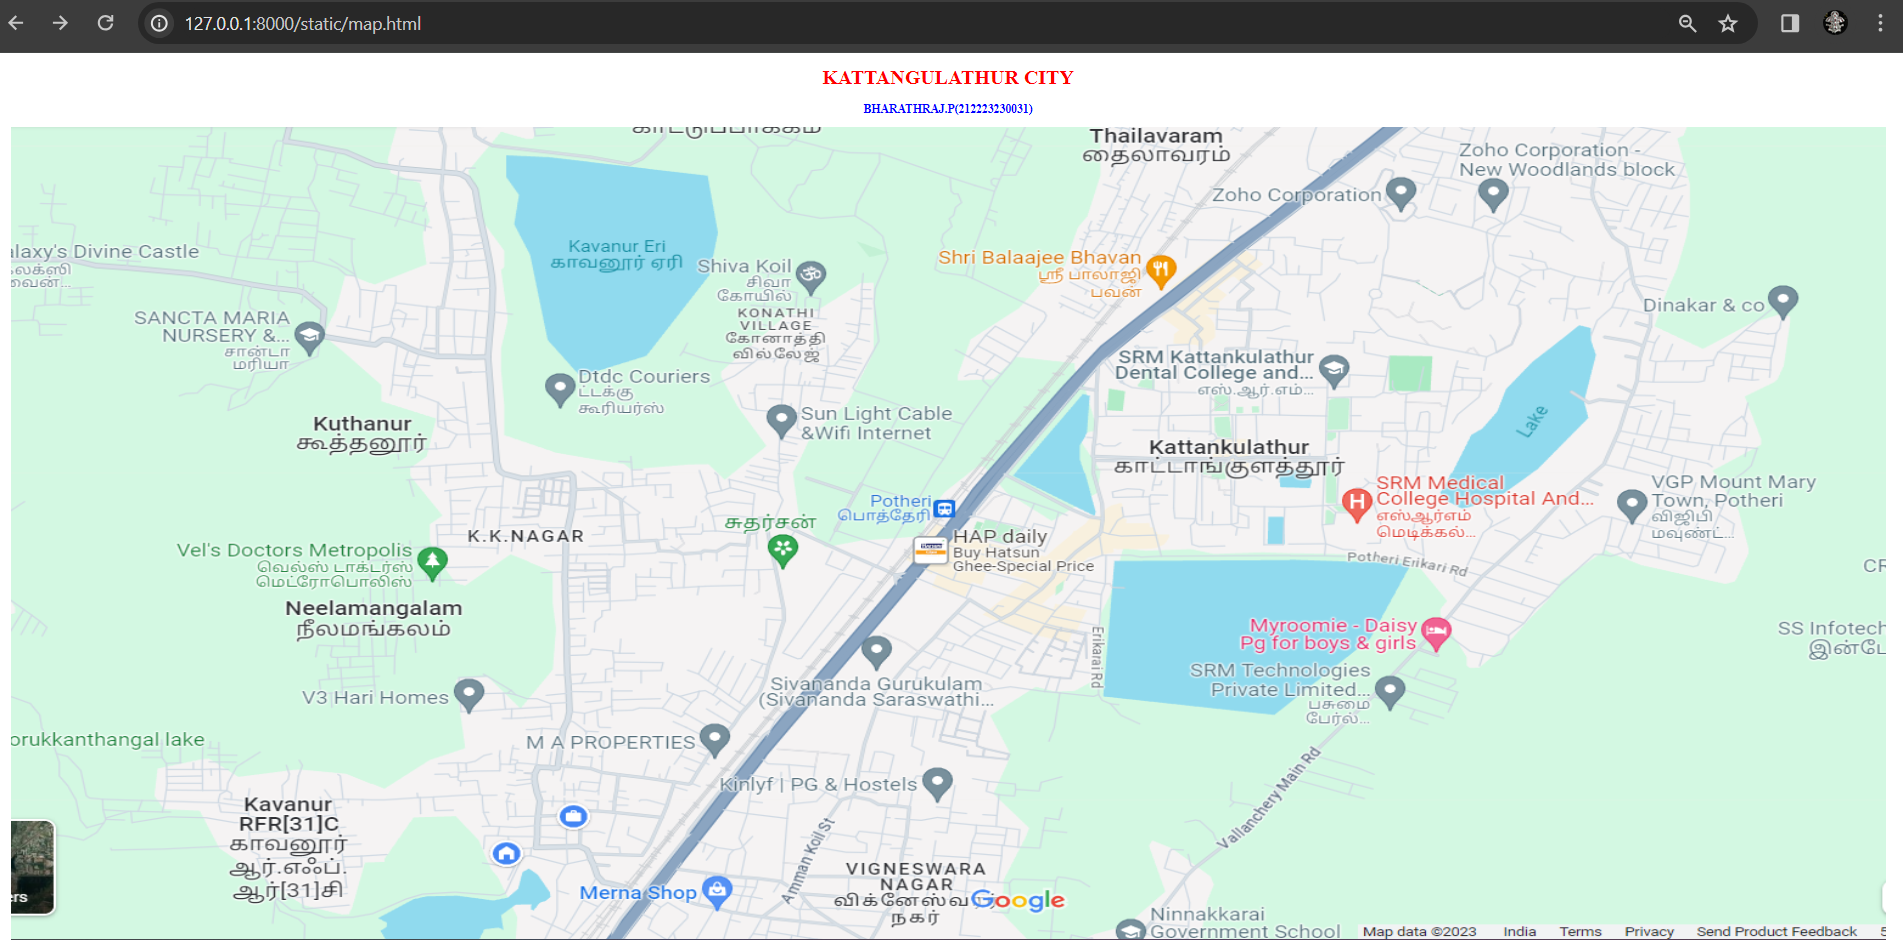 127.0.0.1:8000/static/map.html
KATTANGULATHUR CITY
BHARATHRAJ.P(212223230031)
Thailavaram
தைலாவரம்
Zoho Corporation -
New Woodlands block
Zoho Corporation
Kavanur Eri
காவனூர் ஏரி
alaxy's Divine Castle
லக்ஸி
வைன்...
Shiva Koil
சிவா
கோயில்
KONATHI
VILLAGE
கோனாத்தி
வில்லேஜ்
Shri Balaajee Bhavan
ஸ்ரீ பாலாஜி
பவன்
Dinakar & co
SANCTA MARIA
NURSERY &...
சான்டா
மரியா
SRM Kattankulathur
Dental College and...
எஸ்.ஆர்.எம்...
Dtdc Couriers
ட்டக்கு
கூரியர்ஸ்
Sun Light Cable
&Wifi Internet
Lake
Kuthanur
கூத்தனூர்
Kattankulathur
காட்டாங்குளத்தூர்
SRM Medical
College Hospital And...
எஸ்ஆர்எம்
மெடிக்கல்...
VGP Mount Mary
Town, Potheri
விஜிபி
மவுண்ட்...
Potheri
பொத்தேரி
சுதர்சன்
K.K.NAGAR
HAP daily
Buy Hatsun
Ghee-Special Price
Vel's Doctors Metropolis
வெல்ஸ் டாக்டர்ஸ்
மெட்ரோபொலிஸ்
Potheri Erikari Rd
CR
Neelamangalam
நீலமங்கலம்
Erikarai Rd
Myroomie - Daisy
Pg for boys & girls
SS Infotech
இன்போ
SRM Technologies
Private Limited...
பசுமை
பேர்ல்...
Sivananda Gurukulam
(Sivananda Saraswathi...
V3 Hari Homes
orukkanthangal lake
M A PROPERTIES
Kinlyf | PG & Hostels
Vallanchery Main Rd
Kavanur
RFR[31]C
காவனூர்
ஆர்.எஃப்.
ஆர்[31]சி
Amman Koil St
VIGNESWARA
NAGAR
விக்னேஸ்வ
நகர்
Google
Merna Shop
ers
Ninnakkarai
Government School
Map data ©2023 India Terms Privacy Send Product Feedback